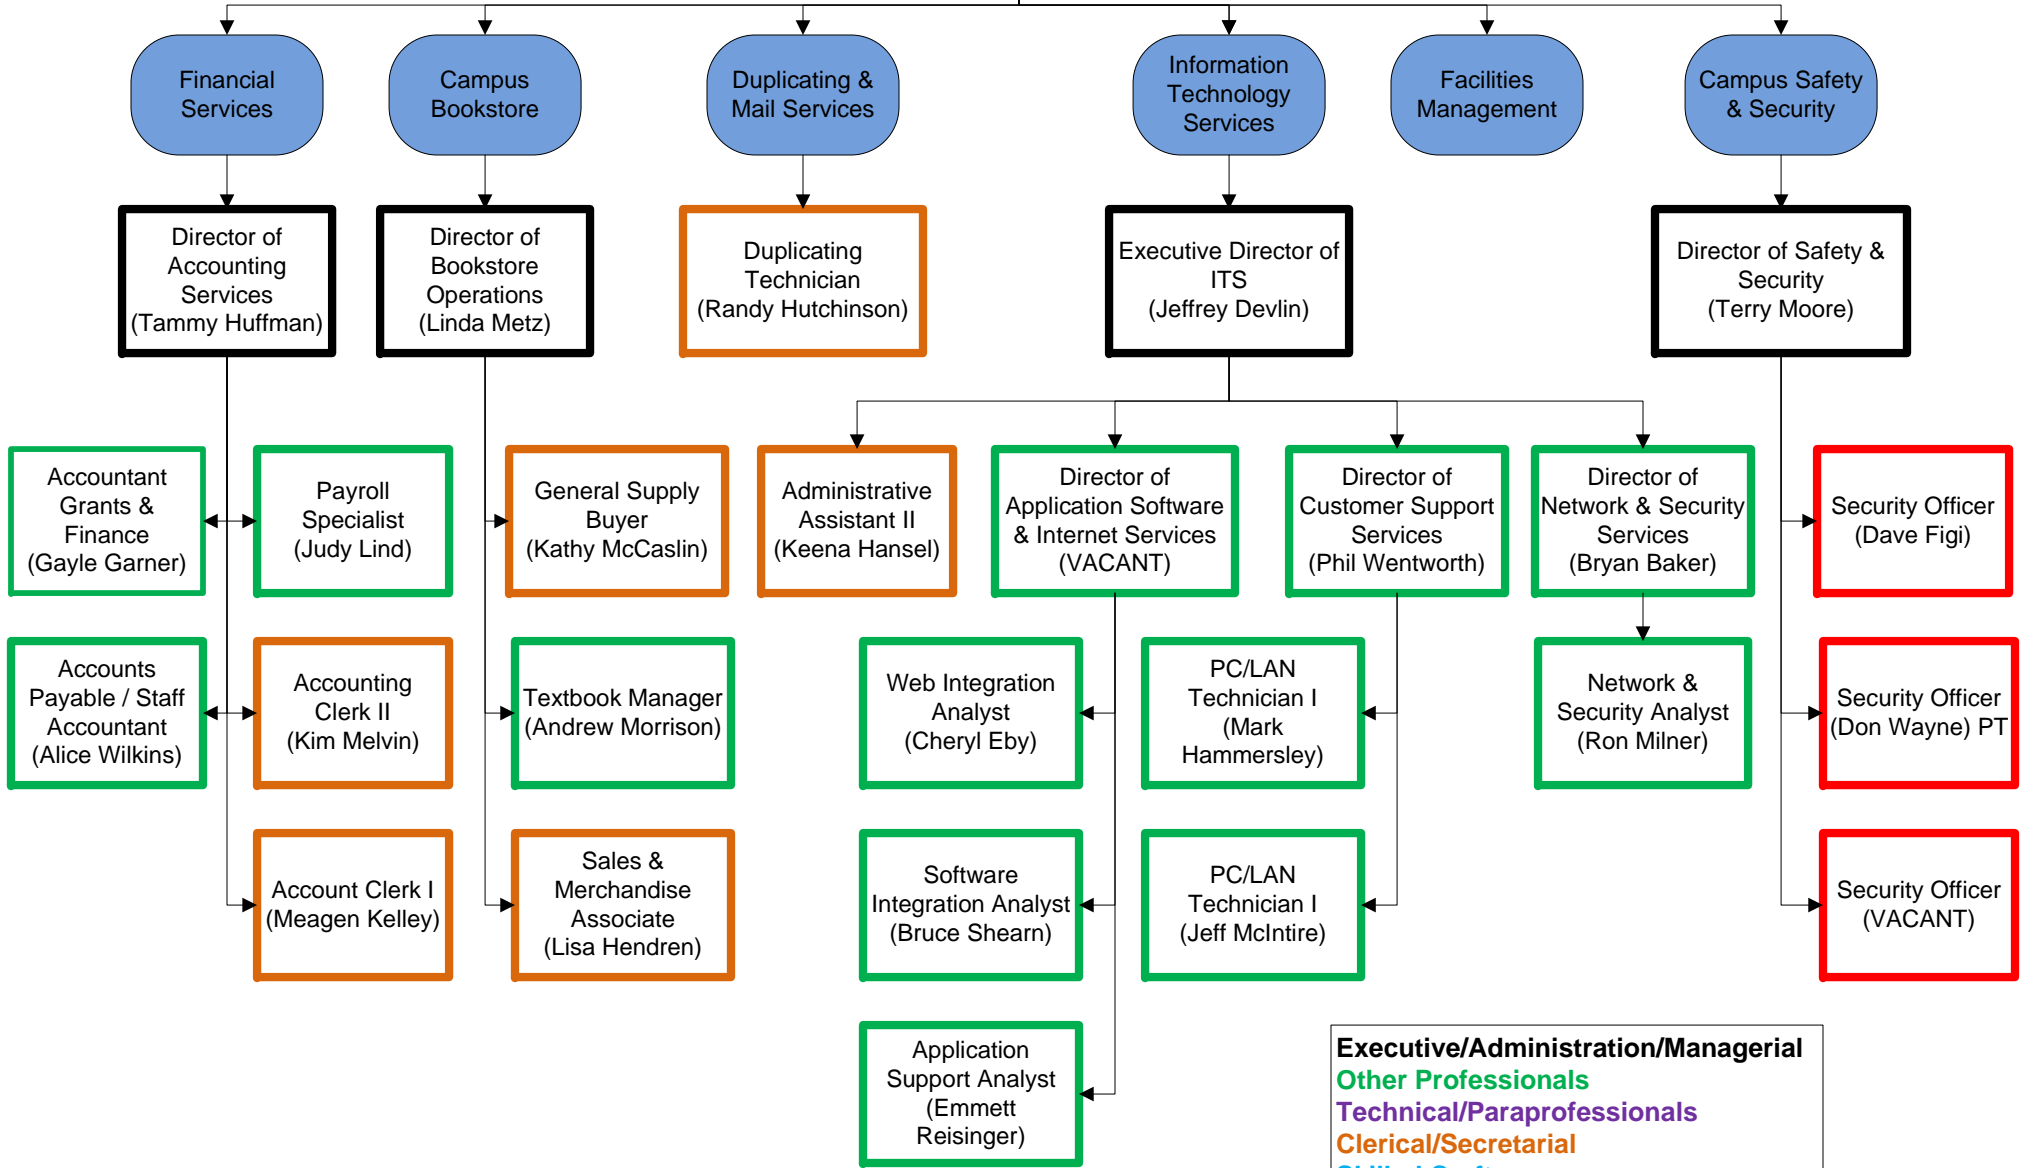 Financial
Services
Campus
Bookstore
Duplicating &
Mail Services
Information
Technology
Services
Facilities
Management
Campus Safety
& Security
Director of
Accounting
Services
(Tammy Huffman)
Director of
Bookstore
Operations
(Linda Metz)
Duplicating
Technician
(Randy Hutchinson)
Executive Director of
ITS
(Jeffrey Devlin)
Director of Safety &
Security
(Terry Moore)
Accountant
Grants &
Finance
(Gayle Garner)
Payroll
Specialist
(Judy Lind)
General Supply
Buyer
(Kathy McCaslin)
Administrative
Assistant II
(Keena Hansel)
Director of
Application Software
& Internet Services
(VACANT)
Director of
Customer Support
Services
(Phil Wentworth)
Director of
Network & Security
Services
(Bryan Baker)
Security Officer
(Dave Figi)
Accounts
Payable / Staff
Accountant
(Alice Wilkins)
Accounting
Clerk II
(Kim Melvin)
Textbook Manager
(Andrew Morrison)
Web Integration
Analyst
(Cheryl Eby)
PC/LAN
Technician I
(Mark
Hammersley)
Network &
Security Analyst
(Ron Milner)
Security Officer
(Don Wayne) PT
Account Clerk I
(Meagen Kelley)
Sales &
Merchandise
Associate
(Lisa Hendren)
Software
Integration Analyst
(Bruce Shearn)
PC/LAN
Technician I
(Jeff McIntire)
Security Officer
(VACANT)
Application
Support Analyst
(Emmett
Reisinger)
Executive/Administration/Managerial
Other Professionals
Technical/Paraprofessionals
Clerical/Secretarial